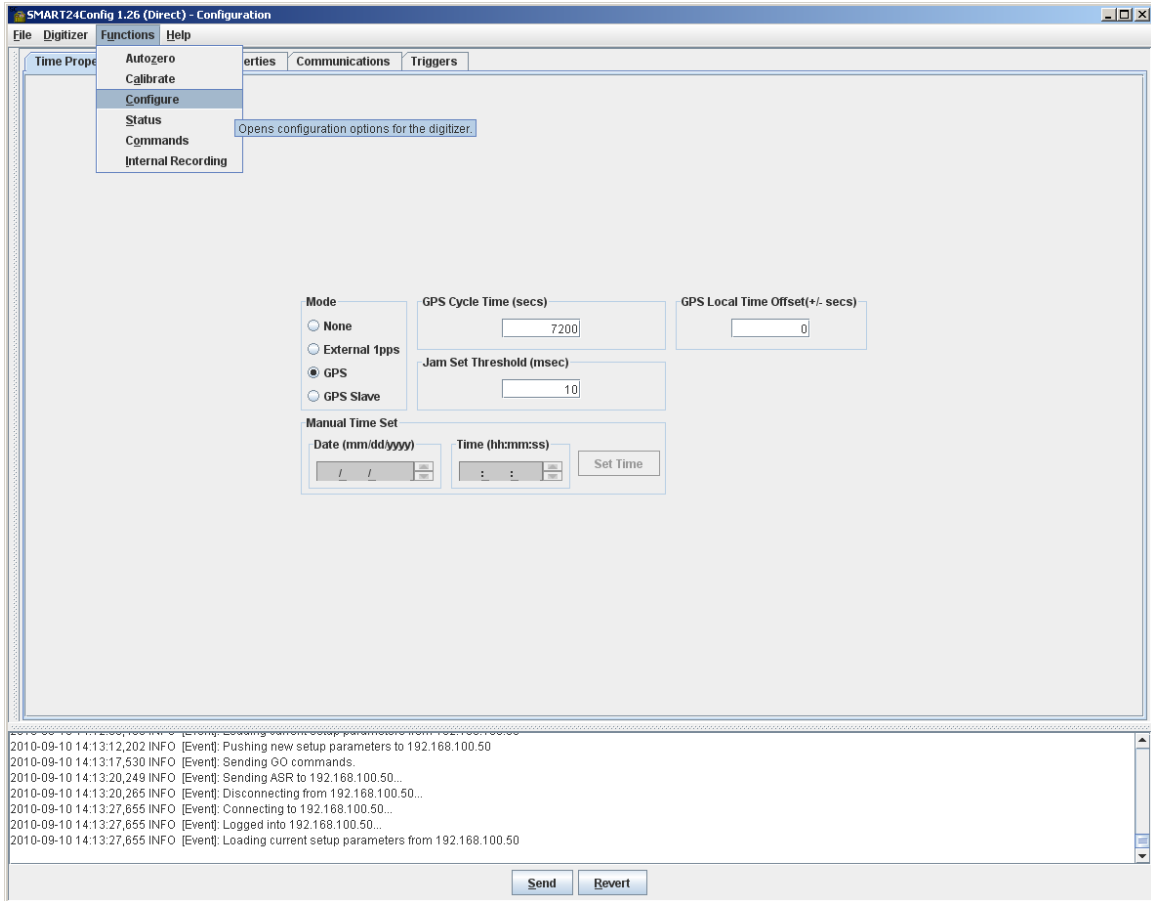 SMART24Config 1.26 (Direct) - Configuration
File Digitizer Functions Help
Time Prope erties Communications Triggers
Autozero
Calibrate
Configure
Status
Opens configuration options for the digitizer.
Commands
Internal Recording
Mode
None
External 1pps
GPS
GPS Slave
GPS Cycle Time (secs)
7200
GPS Local Time Offset(+/- secs)
0
Jam Set Threshold (msec)
10
Manual Time Set
Date (mm/dd/yyyy)
/ /
Time (hh:mm:ss)
: :
Set Time
2010-09-10 14:13:12,202 INFO [Event]: Pushing new setup parameters to 192.168.100.50
2010-09-10 14:13:17,530 INFO [Event]: Sending GO commands.
2010-09-10 14:13:20,249 INFO [Event]: Sending ASR to 192.168.100.50...
2010-09-10 14:13:20,265 INFO [Event]: Disconnecting from 192.168.100.50...
2010-09-10 14:13:27,655 INFO [Event]: Connecting to 192.168.100.50...
2010-09-10 14:13:27,655 INFO [Event]: Logged into 192.168.100.50...
2010-09-10 14:13:27,655 INFO [Event]: Loading current setup parameters from 192.168.100.50
Send Revert